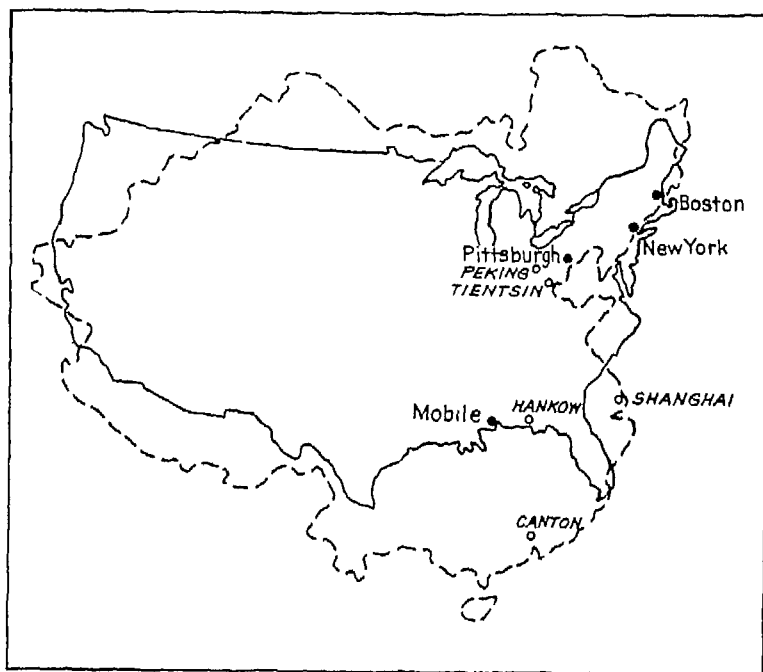 Boston
New York
Pittsburgh
PEKING
TIENTSIN
Mobile
HANKOW
SHANGHAI
CANTON